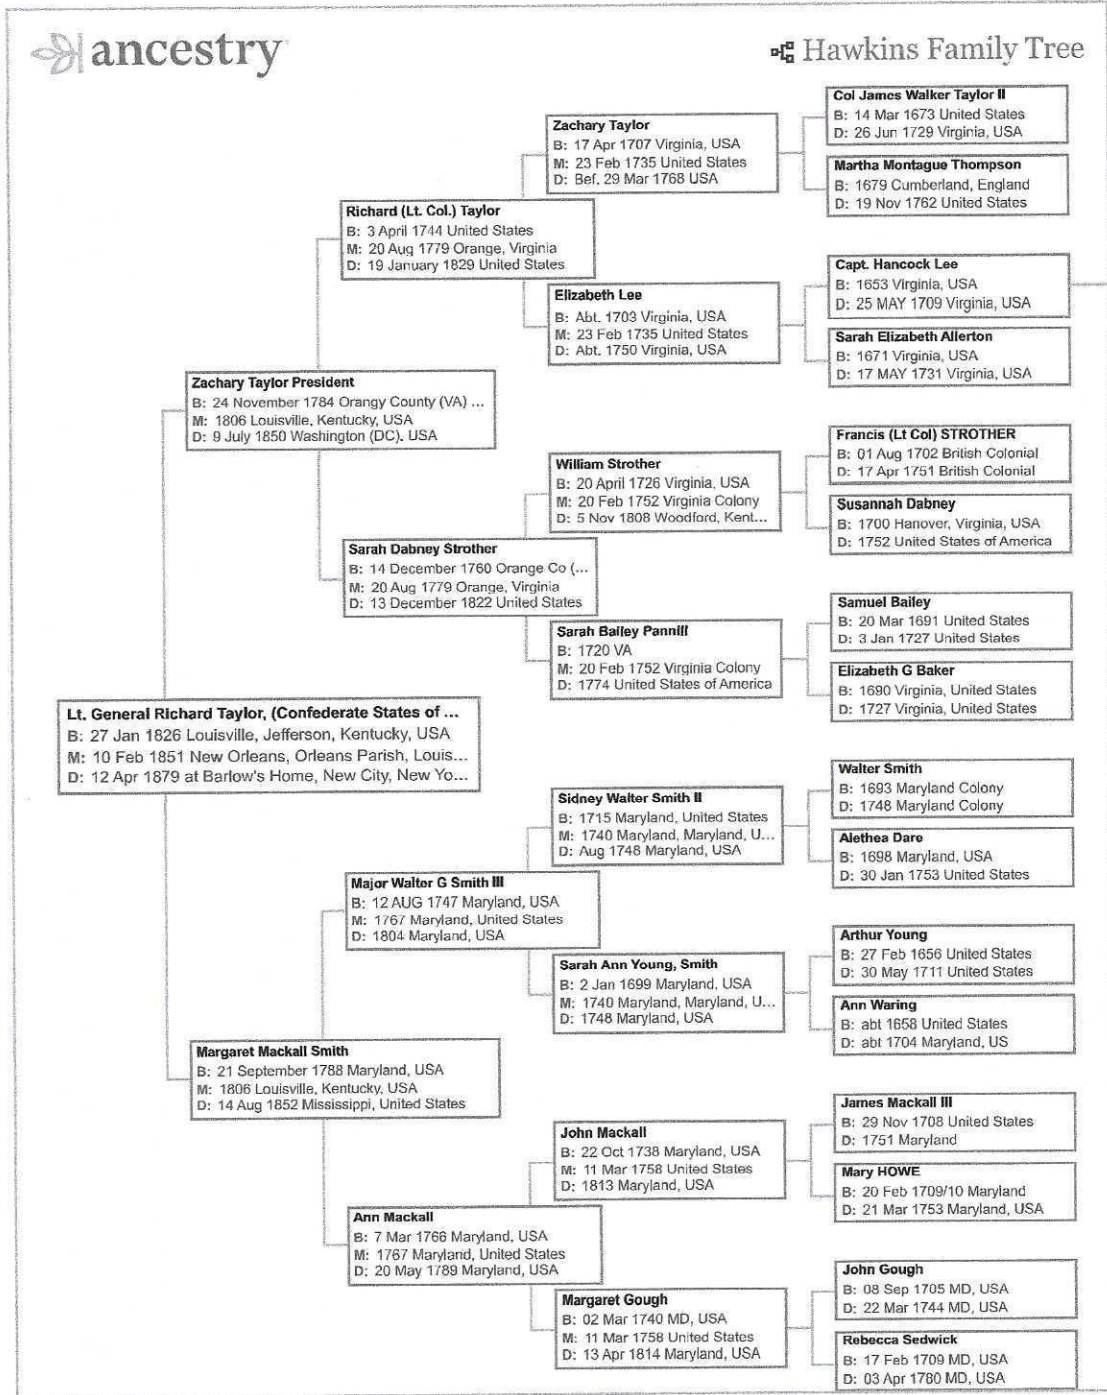 ancestry
Hawkins Family Tree
Col James Walker Taylor II
B: 14 Mar 1673 United States
D: 26 Jun 1729 Virginia, USA
Zachary Taylor
B: 17 Apr 1707 Virginia, USA
M: 23 Feb 1735 United States
D: Bef. 29 Mar 1768 USA
Martha Montague Thompson
B: 1679 Cumberland, England
D: 19 Nov 1762 United States
Richard (Lt. Col.) Taylor
B: 3 April 1744 United States
M: 20 Aug 1779 Orange, Virginia
D: 19 January 1829 United States
Capt. Hancock Lee
B: 1653 Virginia, USA
D: 25 MAY 1709 Virginia, USA
Elizabeth Lee
B: Abt. 1703 Virginia, USA
M: 23 Feb 1735 United States
D: Abt. 1750 Virginia, USA
Sarah Elizabeth Allerton
B: 1671 Virginia, USA
D: 17 MAY 1731 Virginia, USA
Zachary Taylor President
B: 24 November 1784 Orangy County (VA) ...
M: 1806 Louisville, Kentucky, USA
D: 9 July 1850 Washington (DC). USA
Francis (Lt Col) STROTHER
B: 01 Aug 1702 British Colonial
D: 17 Apr 1751 British Colonial
William Strother
B: 20 April 1726 Virginia, USA
M: 20 Feb 1752 Virginia Colony
D: 5 Nov 1808 Woodford, Kent...
Susannah Dabney
B: 1700 Hanover, Virginia, USA
D: 1752 United States of America
Sarah Dabney Strother
B: 14 December 1760 Orange Co (...
M: 20 Aug 1779 Orange, Virginia
D: 13 December 1822 United States
Samuel Bailey
B: 20 Mar 1691 United States
D: 3 Jan 1727 United States
Sarah Bailey Pannill
B: 1720 VA
M: 20 Feb 1752 Virginia Colony
D: 1774 United States of America
Elizabeth G Baker
B: 1690 Virginia, United States
D: 1727 Virginia, United States
Lt. General Richard Taylor, (Confederate States of ...
B: 27 Jan 1826 Louisville, Jefferson, Kentucky, USA
M: 10 Feb 1851 New Orleans, Orleans Parish, Louis...
D: 12 Apr 1879 at Barlow's Home, New City, New Yo...
Walter Smith
B: 1693 Maryland Colony
D: 1748 Maryland Colony
Sidney Walter Smith II
B: 1715 Maryland, United States
M: 1740 Maryland, Maryland, U...
D: Aug 1748 Maryland, USA
Alethea Dare
B: 1698 Maryland, USA
D: 30 Jan 1753 United States
Major Walter G Smith III
B: 12 AUG 1747 Maryland, USA
M: 1767 Maryland, United States
D: 1804 Maryland, USA
Arthur Young
B: 27 Feb 1656 United States
D: 30 May 1711 United States
Sarah Ann Young, Smith
B: 2 Jan 1699 Maryland, USA
M: 1740 Maryland, Maryland, U...
D: 1748 Maryland, USA
Ann Waring
B: abt 1658 United States
D: abt 1704 Maryland, US
Margaret Mackall Smith
B: 21 September 1788 Maryland, USA
M: 1806 Louisville, Kentucky, USA
D: 14 Aug 1852 Mississippi, United States
James Mackall III
B: 29 Nov 1708 United States
D: 1751 Maryland
John Mackall
B: 22 Oct 1738 Maryland, USA
M: 11 Mar 1758 United States
D: 1813 Maryland, USA
Mary HOWE
B: 20 Feb 1709/10 Maryland
D: 21 Mar 1753 Maryland, USA
Ann Mackall
B: 7 Mar 1766 Maryland, USA
M: 1767 Maryland, United States
D: 20 May 1789 Maryland, USA
John Gough
B: 08 Sep 1705 MD, USA
D: 22 Mar 1744 MD, USA
Margaret Gough
B: 02 Mar 1740 MD, USA
M: 11 Mar 1758 United States
D: 13 Apr 1814 Maryland, USA
Rebecca Sedwick
B: 17 Feb 1709 MD, USA
D: 03 Apr 1780 MD, USA